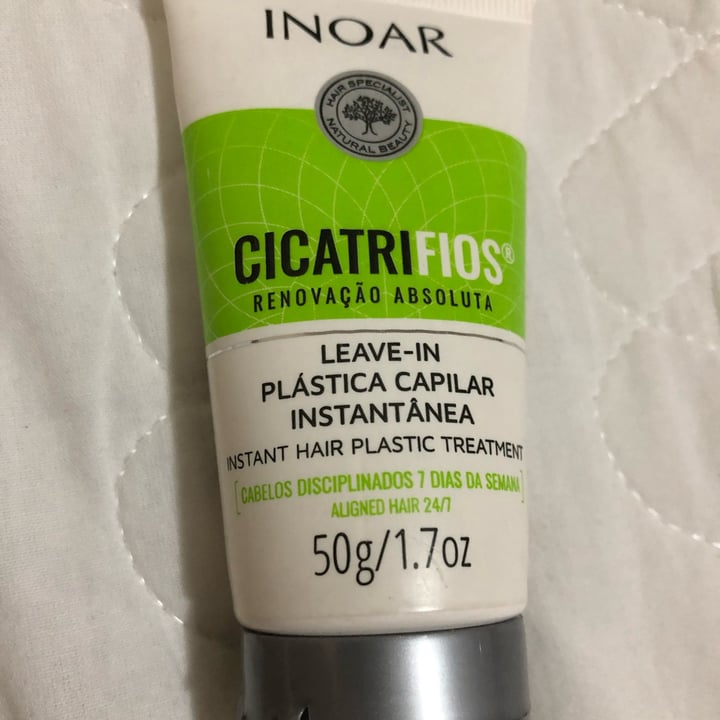 INOAR
HAIR SPECIALIST
NATURAL BEAUTY
CICATRIFIOS®
RENOVAÇÃO ABSOLUTA
LEAVE-IN
PLÁSTICA CAPILAR
INSTANTÂNEA
INSTANT HAIR PLASTIC TREATMENT
[CABELOS DISCIPLINADOS 7 DIAS DA SEMANA]
ALIGNED HAIR 24/7
50g/1.7oz